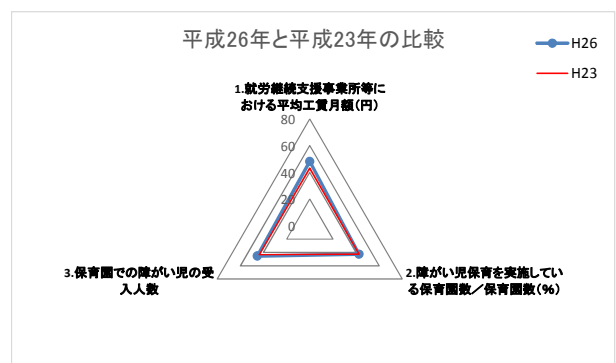 平成26年と平成23年の比較
H26
H23
1.就労継続支援事業所等に
おける平均工賃月額(円)
80
60
40
20
0
3.保育園での障がい児の受
入人数
2.障がい児保育を実施してい
る保育園数／保育園数(%)